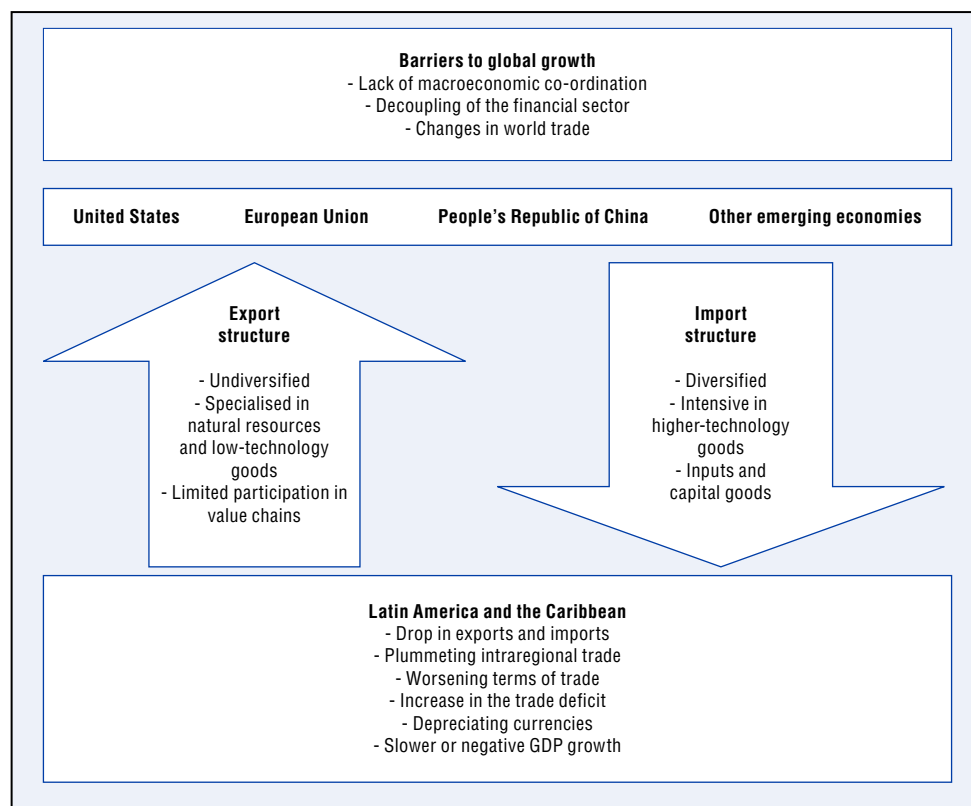 Barriers to global growth
- Lack of macroeconomic co-ordination
- Decoupling of the financial sector
- Changes in world trade
United States European Union People's Republic of China Other emerging economies
Export
structure
- Undiversified
- Specialised in
natural resources
and low-technology
goods
- Limited participation in
value chains
Import
structure
- Diversified
- Intensive in
higher-technology
goods
- Inputs and
capital goods
Latin America and the Caribbean
- Drop in exports and imports
- Plummeting intraregional trade
- Worsening terms of trade
- Increase in the trade deficit
- Depreciating currencies
- Slower or negative GDP growth